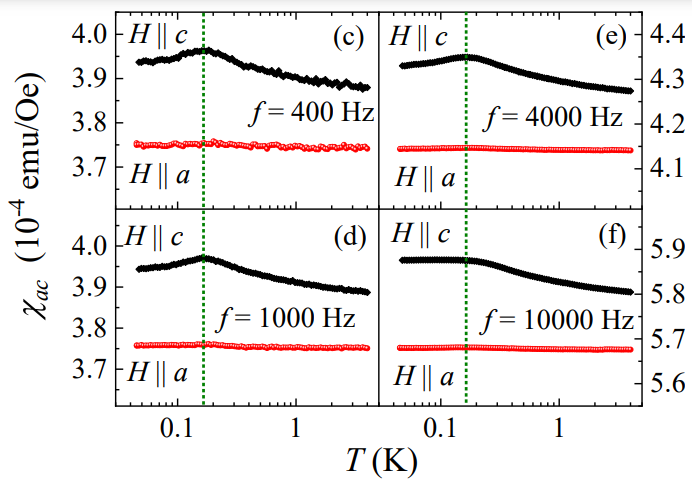 χac (10-4 emu/Oe)
4.0
3.9
3.8
3.7
H || c
(c)
f = 400 Hz
H || a
4.4
4.3
4.2
4.1
H || c
(e)
f = 4000 Hz
H || a
4.0
3.9
3.8
3.7
H || c
(d)
f = 1000 Hz
H || a
5.9
5.8
5.7
5.6
H || c
(f)
f = 10000 Hz
H || a
0.1 1 0.1 1
T (K)